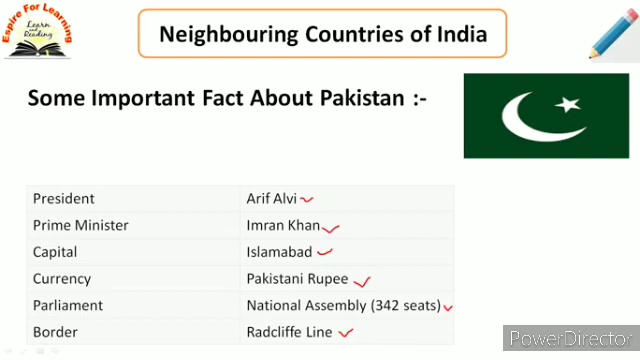 Espire For Learning
Learn
and
Reading
Neighbouring Countries of India
Some Important Fact About Pakistan :-
President Arif Alvi
Prime Minister Imran Khan
Capital Islamabad
Currency Pakistani Rupee
Parliament National Assembly (342 seats)
Border Radcliffe Line
PowerDirector